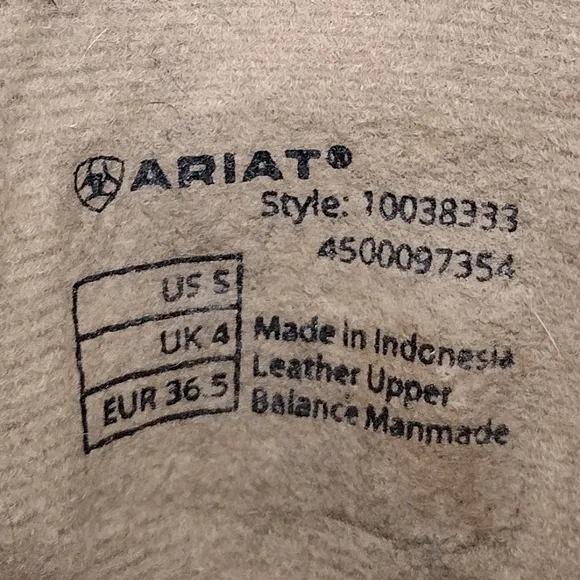 ARIAT®
Style: 10038333
4500097354
US 5
UK 4
EUR 36.5
Made in Indonesia
Leather Upper
Balance Manmade